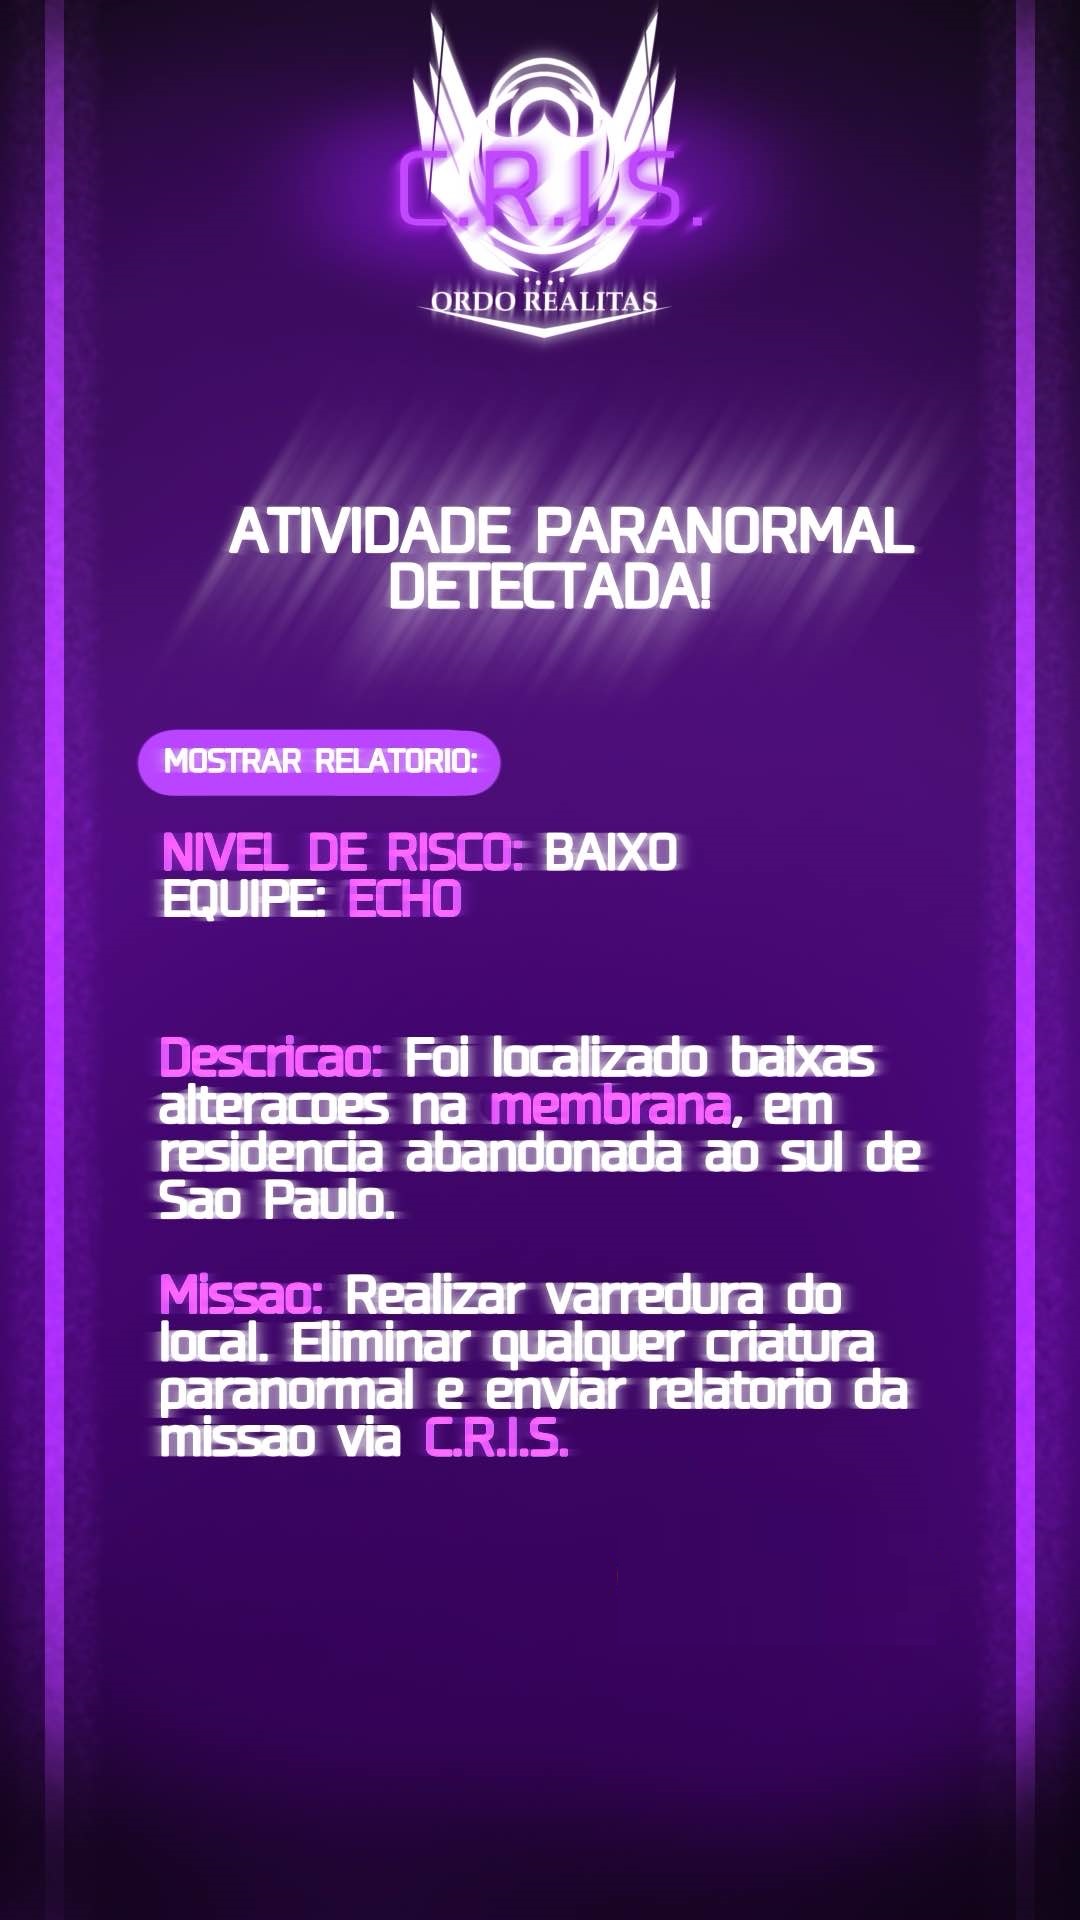 C.R.I.S.
ORDO REALITAS
ATIVIDADE PARANORMAL
DETECTADA!
MOSTRAR RELATORIO:
NIVEL DE RISCO: BAIXO
EQUIPE: ECHO
Descricao: Foi localizado baixas
alteracoes na membrana, em
residencia abandonada ao sul de
Sao Paulo.
Missao: Realizar varredura do
local. Eliminar qualquer criatura
paranormal e enviar relatorio da
missao via C.R.I.S.